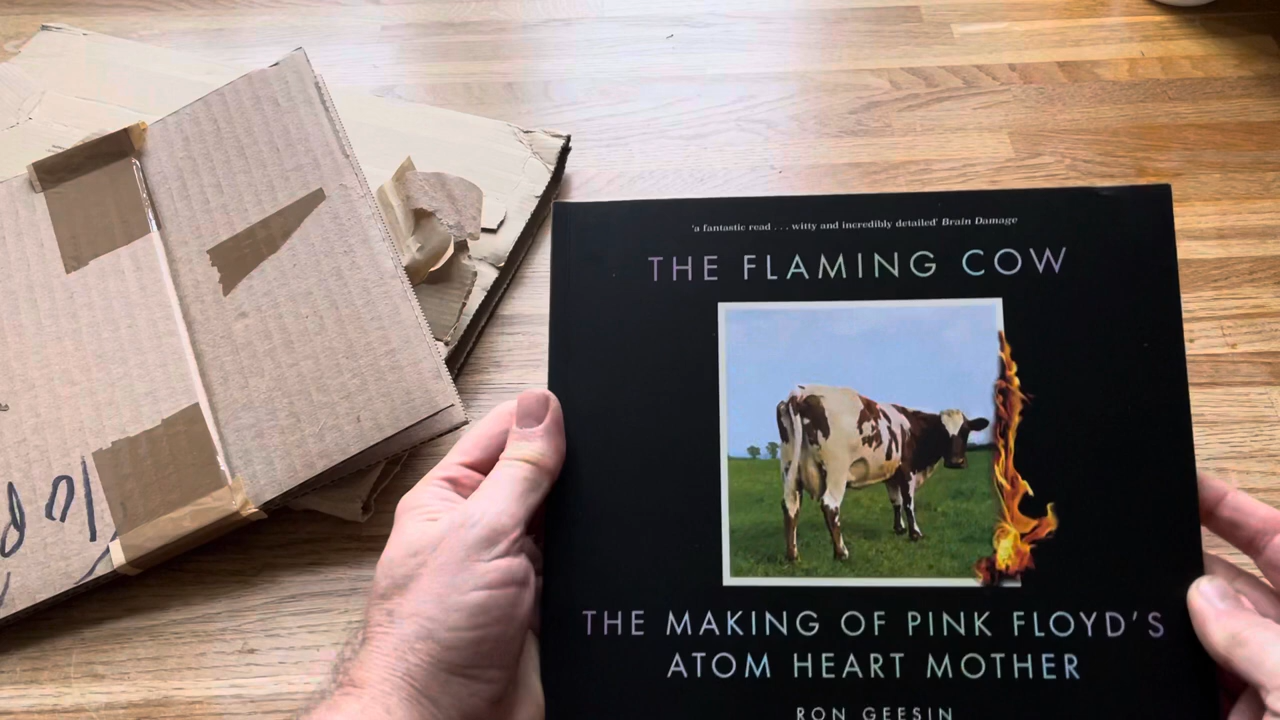 'a fantastic read . . . witty and incredibly detailed' Brain Damage
THE FLAMING COW
THE MAKING OF PINK FLOYD'S
ATOM HEART MOTHER
RON GEESIN